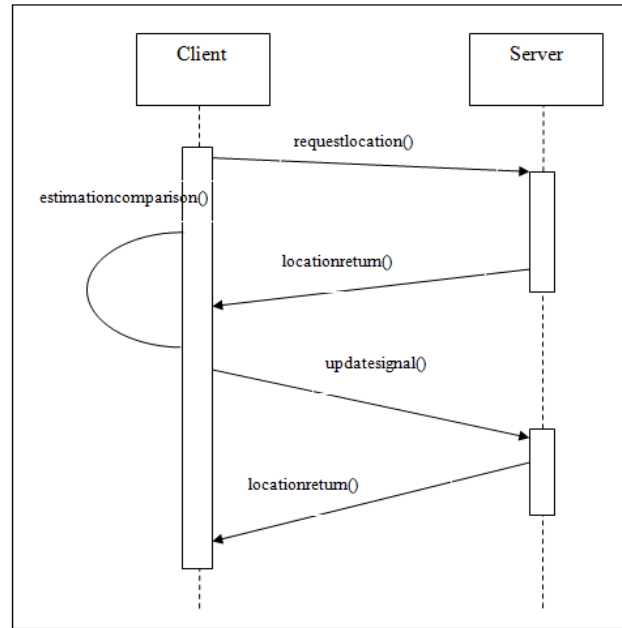 Client
Server
requestlocation()
estimationcomparison()
locationreturn()
updatesignal()
locationreturn()